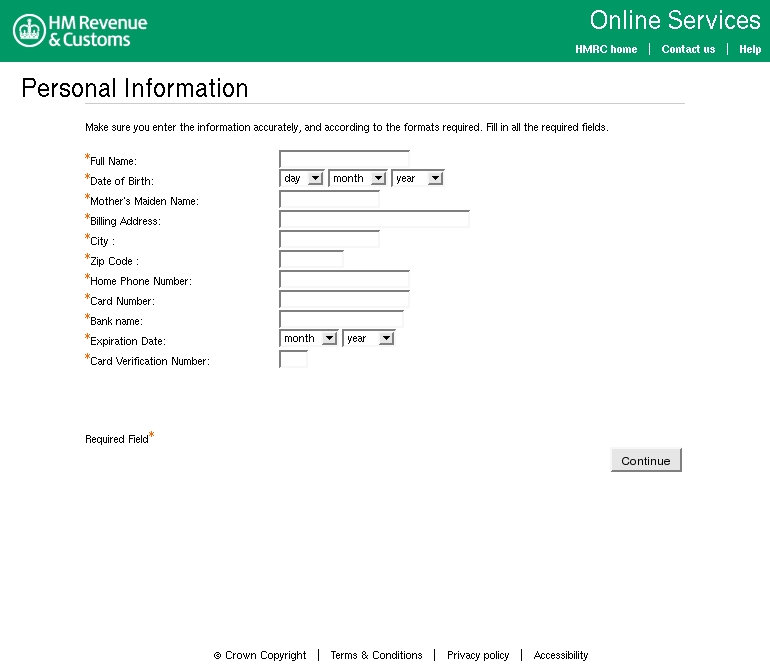 HM Revenue
& Customs
Online Services
HMRC home | Contact us | Help
Personal Information
Make sure you enter the information accurately, and according to the formats required. Fill in all the required fields.
*Full Name:
*Date of Birth: day month year
*Mother's Maiden Name:
*Billing Address:
*City :
*Zip Code :
*Home Phone Number:
*Card Number:
*Bank name:
*Expiration Date: month year
*Card Verification Number:
Required Field*
Continue
© Crown Copyright | Terms & Conditions | Privacy policy | Accessibility